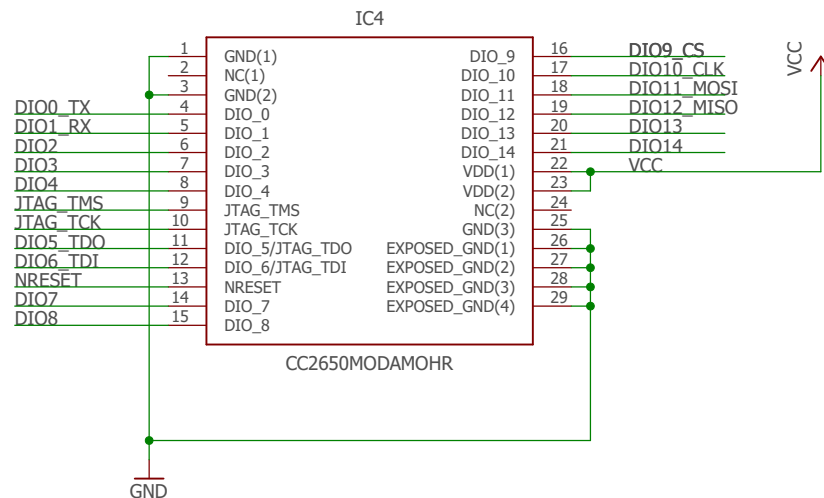 IC4
1 GND(1)
2 NC(1)
3 GND(2)
DIO0_TX 4 DIO_0
DIO1_RX 5 DIO_1
DIO2 6 DIO_2
DIO3 7 DIO_3
DIO4 8 DIO_4
JTAG_TMS 9 JTAG_TMS
JTAG_TCK 10 JTAG_TCK
DIO5_TDO 11 DIO_5/JTAG_TDO
DIO6_TDI 12 DIO_6/JTAG_TDI
NRESET 13 NRESET
DIO7 14 DIO_7
DIO8 15 DIO_8
DIO_9 16 DIO9_CS
DIO_10 17 DIO10_CLK
DIO_11 18 DIO11_MOSI
DIO_12 19 DIO12_MISO
DIO_13 20 DIO13
DIO_14 21 DIO14
VDD(1) 22 VCC
VDD(2) 23
NC(2) 24
GND(3) 25
EXPOSED_GND(1) 26
EXPOSED_GND(2) 27
EXPOSED_GND(3) 28
EXPOSED_GND(4) 29
VCC
CC2650MODAMOHR
GND